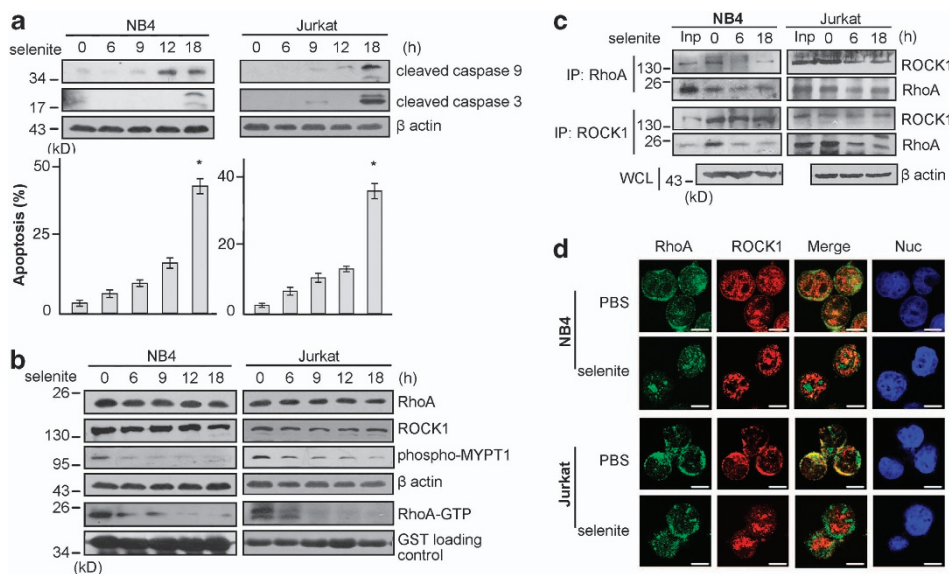 a
NB4 Jurkat
selenite 0 6 9 12 18 0 6 9 12 18 (h)
34 cleaved caspase 9
17 cleaved caspase 3
43 β actin
(kD)
Apoptosis (%)
50 25 0
40 20 0
* *
b
NB4 Jurkat
selenite 0 6 9 12 18 0 6 9 12 18 (h)
26 RhoA
130 ROCK1
95 phospho-MYPT1
43 β actin
26 RhoA-GTP
34 GST loading
control
(kD)
c
NB4 Jurkat
selenite Inp 0 6 18 Inp 0 6 18 (h)
IP: RhoA 130 ROCK1
26 RhoA
IP: ROCK1 130 ROCK1
26 RhoA
WCL 43 β actin
(kD)
d
RhoA ROCK1 Merge Nuc
NB4
PBS
selenite
Jurkat
PBS
selenite